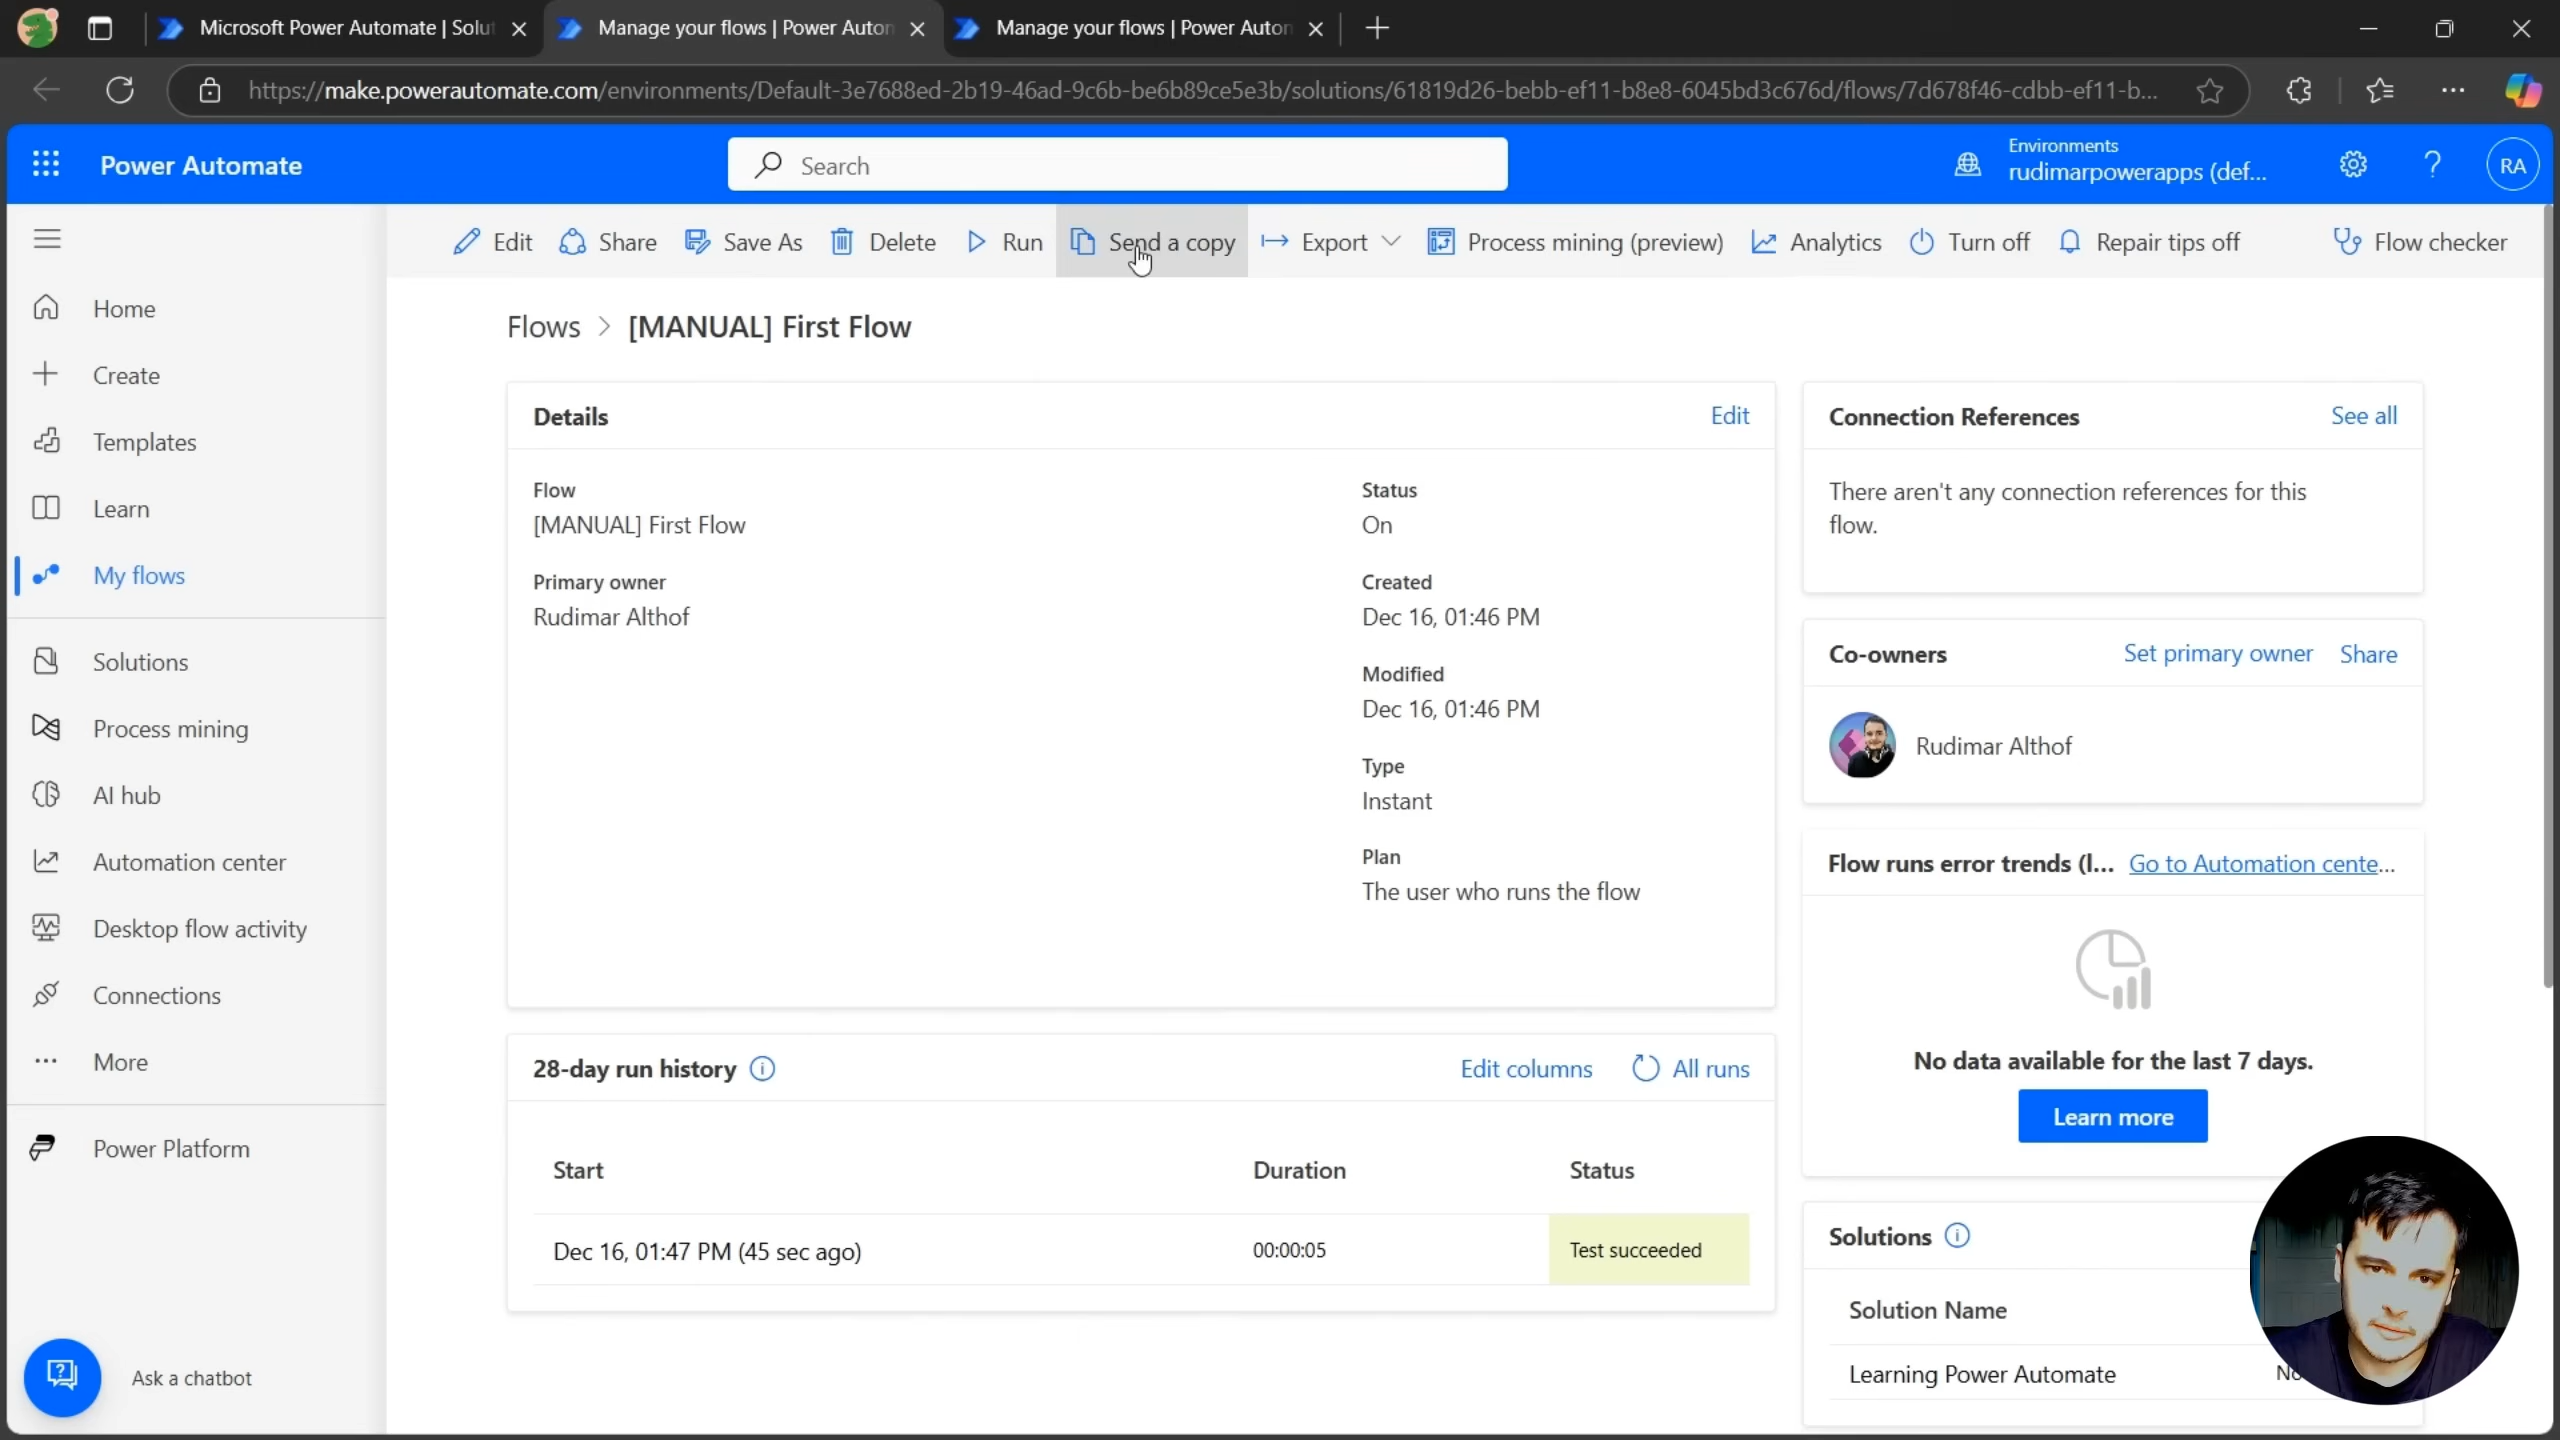 Microsoft Power Automate | Solut
Manage your flows | Power Auton
Manage your flows | Power Auton
https://make.powerautomate.com/environments/Default-3e7688ed-2b19-46ad-9c6b-be6b89ce5e3b/solutions/61819d26-bebb-ef11-b8e8-6045bd3c676d/flows/7d678f46-cdbb-ef11-b...
Power Automate
Search
Environments
rudimarpowerapps (def...
RA
Edit
Share
Save As
Delete
Run
Send a copy
Export
Process mining (preview)
Analytics
Turn off
Repair tips off
Flow checker
Home
Create
Templates
Learn
My flows
Solutions
Process mining
AI hub
Automation center
Desktop flow activity
Connections
More
Power Platform
Ask a chatbot
Flows > [MANUAL] First Flow
Details
Edit
Flow
[MANUAL] First Flow
Primary owner
Rudimar Althof
Status
On
Created
Dec 16, 01:46 PM
Modified
Dec 16, 01:46 PM
Type
Instant
Plan
The user who runs the flow
28-day run history
Edit columns
All runs
Start
Duration
Status
Dec 16, 01:47 PM (45 sec ago)
00:00:05
Test succeeded
Connection References
See all
There aren't any connection references for this
flow.
Co-owners
Set primary owner
Share
Rudimar Althof
Flow runs error trends (l...
Go to Automation cente...
No data available for the last 7 days.
Learn more
Solutions
Solution Name
Learning Power Automate